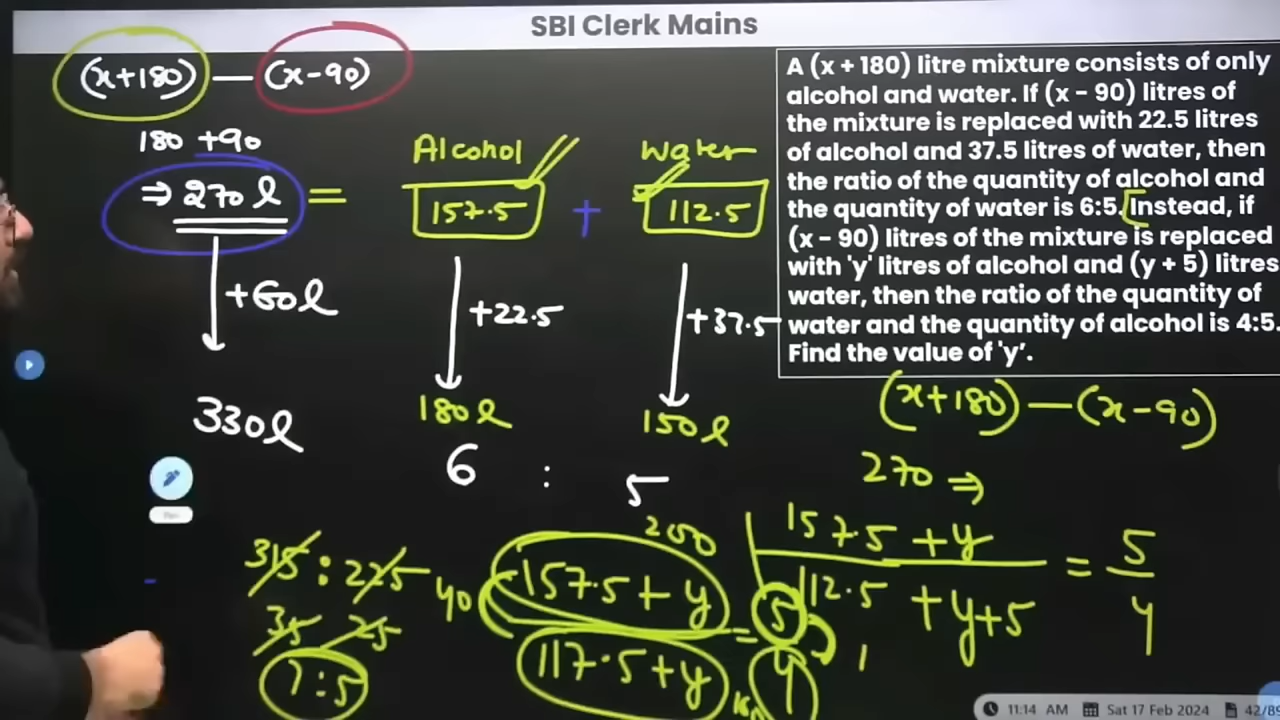 SBI Clerk Mains
(x+180) — (x-90)
180 +90
⇒ 270 l = Alcohol 157.5 + Water 112.5
+60l +22.5 +37.5
330l 180l 150l
6 : 5
315 : 225
35 25
7:5
A (x + 180) litre mixture consists of only
alcohol and water. If (x - 90) litres of
the mixture is replaced with 22.5 litres
of alcohol and 37.5 litres of water, then
the ratio of the quantity of alcohol and
the quantity of water is 6:5. Instead, if
(x - 90) litres of the mixture is replaced
with 'y' litres of alcohol and (y + 5) litres
water, then the ratio of the quantity of
water and the quantity of alcohol is 4:5.
Find the value of 'y'.
(x+180) — (x-90)
270 ⇒
157.5 + y
112.5 + y+5
= 5
4
200
40 157.5 + y
117.5 + y
= 5
4
1
11:14 AM Sat 17 Feb 2024 42/89